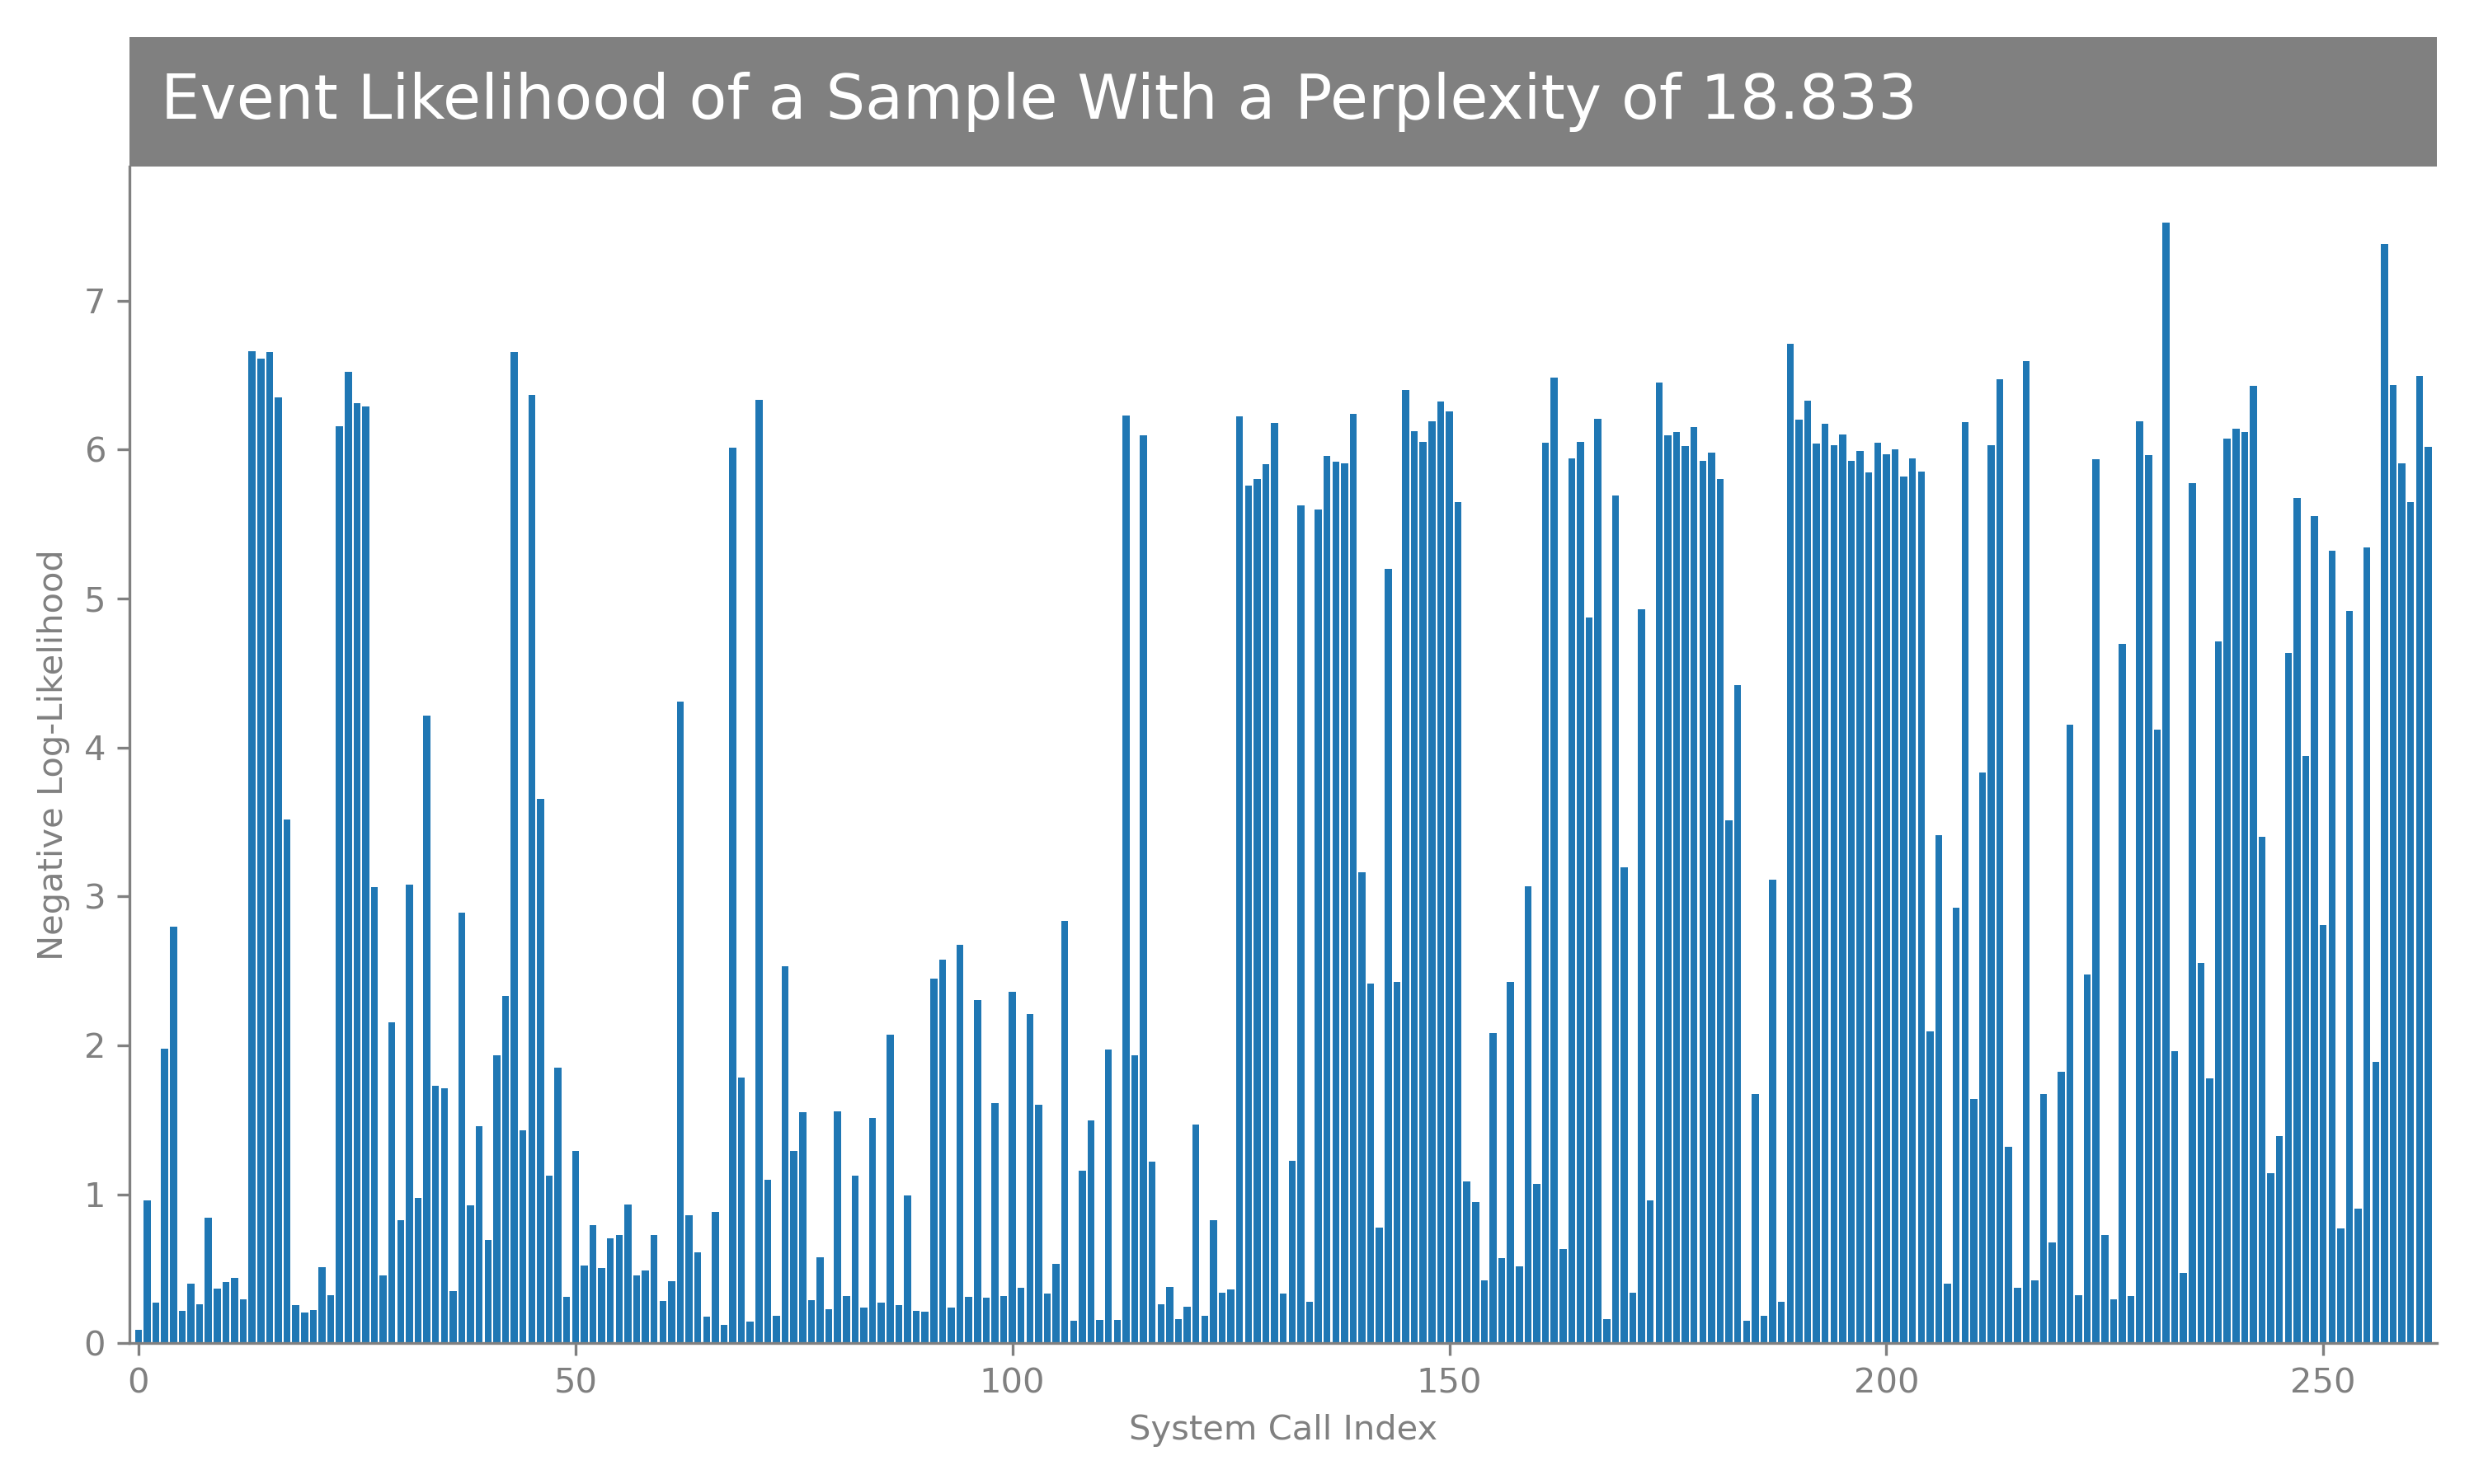 Event Likelihood of a Sample With a Perplexity of 18.833
7
6
5
4
3
2
1
0
Negative Log-Likelihood
0 50 100 150 200 250
System Call Index